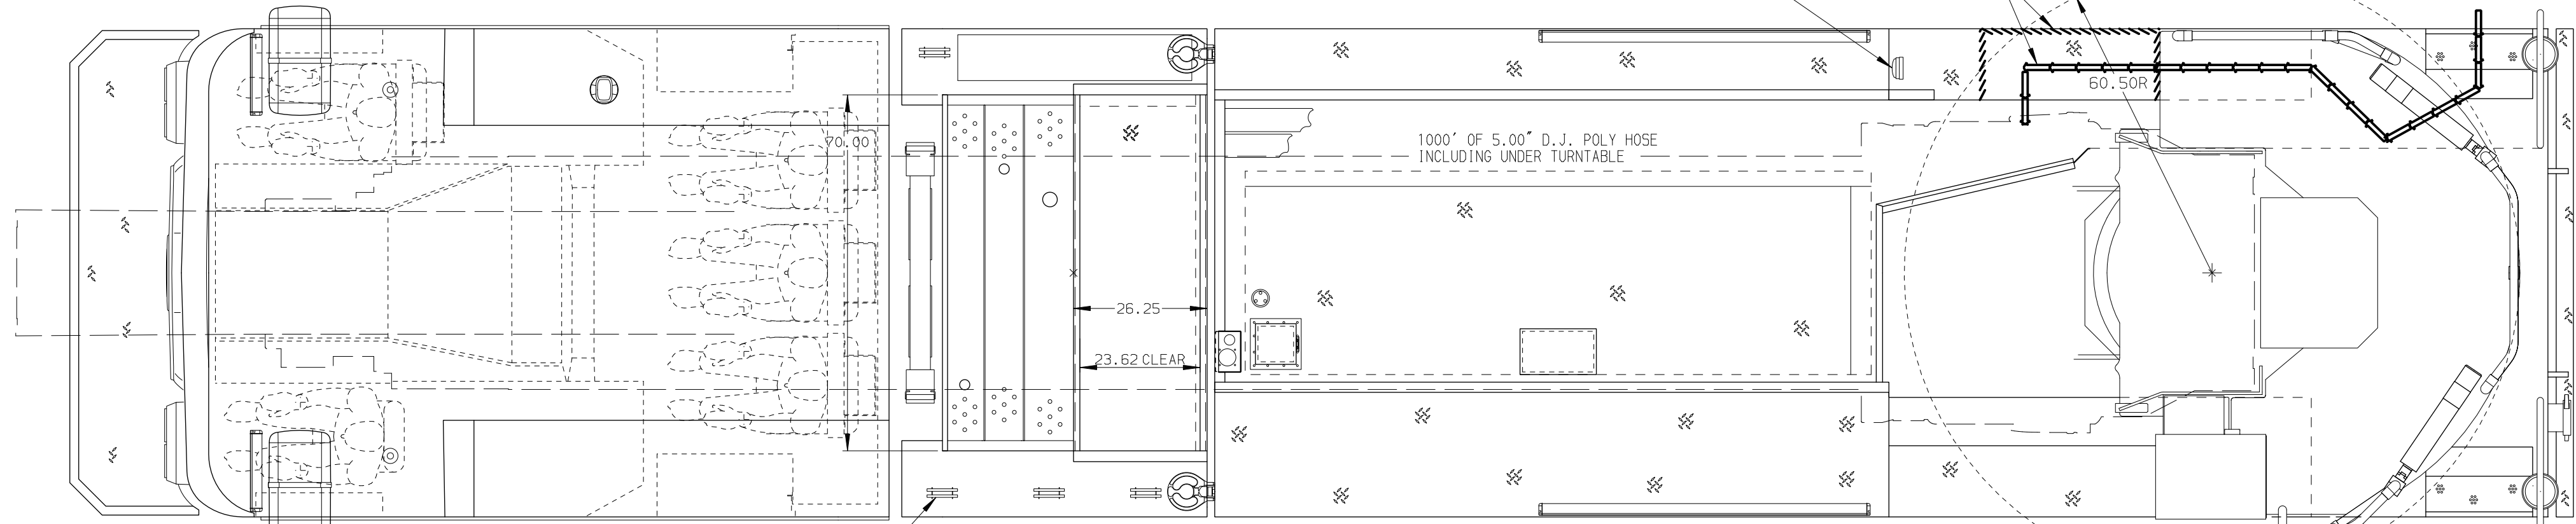 70.00
26.25
23.62 CLEAR
1000' OF 5.00" D.J. POLY HOSE
INCLUDING UNDER TURNTABLE
60.50R